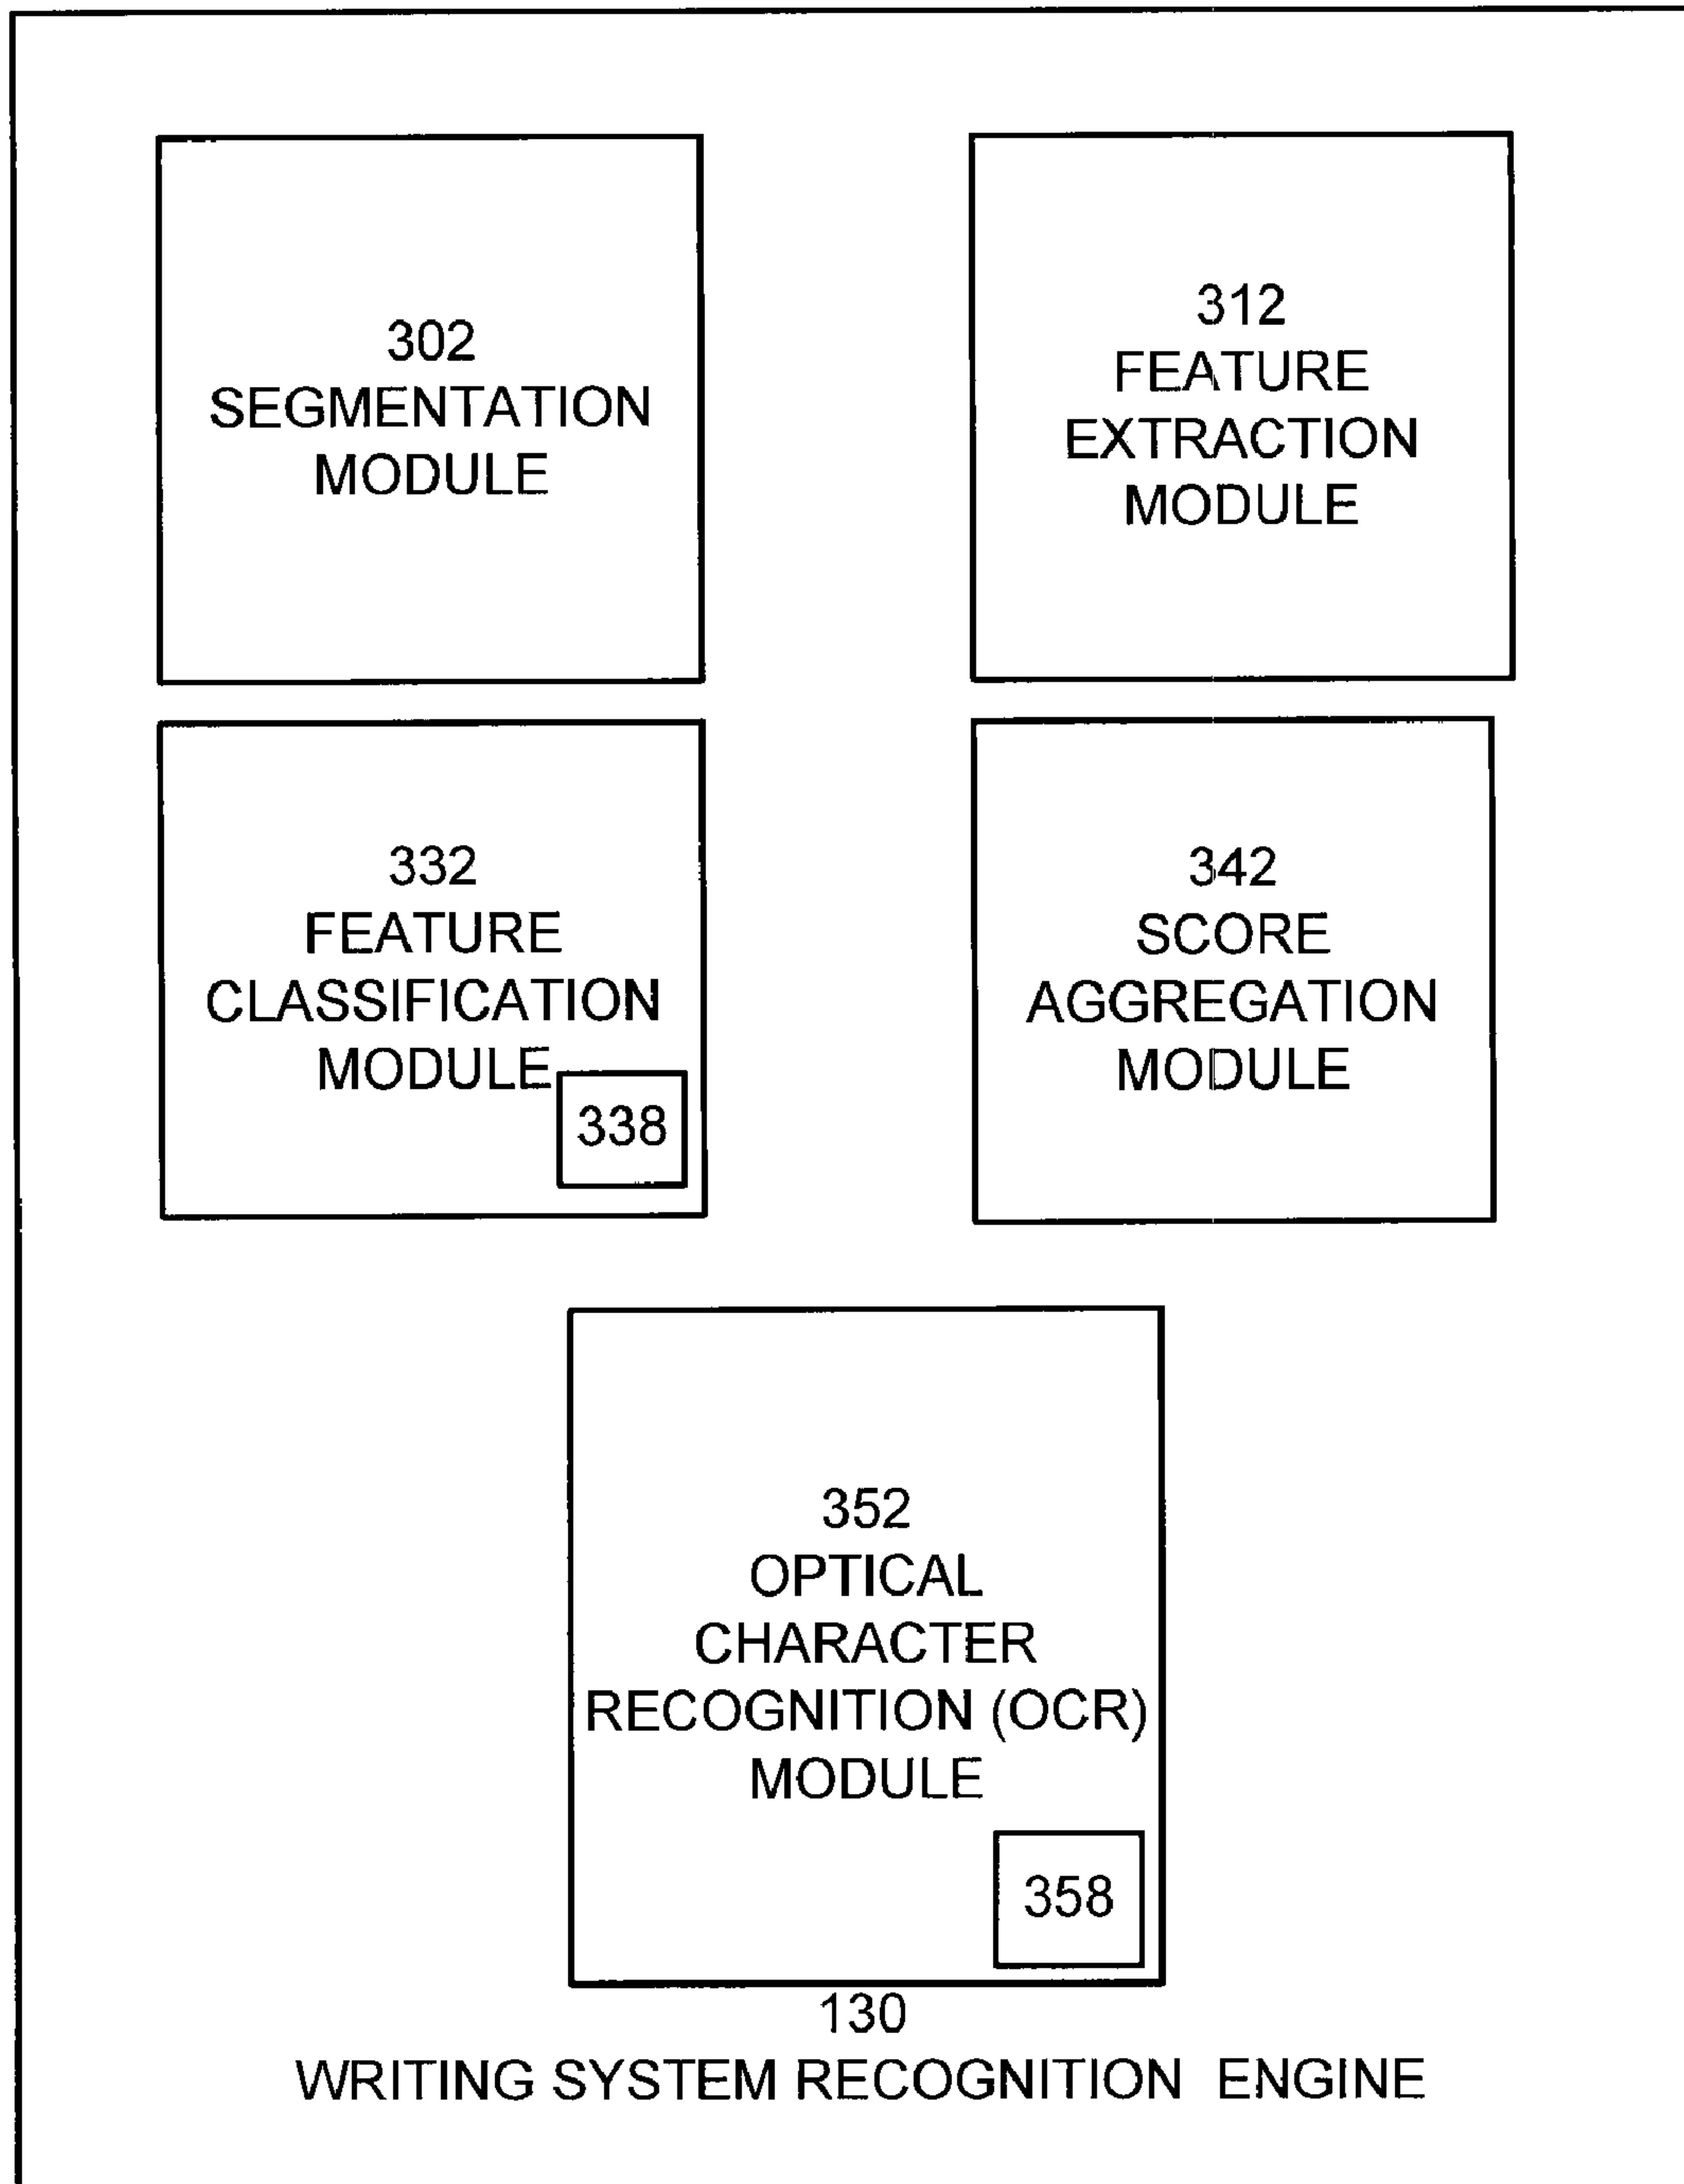 302
SEGMENTATION
MODULE
312
FEATURE
EXTRACTION
MODULE
332
FEATURE
CLASSIFICATION
MODULE
338
342
SCORE
AGGREGATION
MODULE
352
OPTICAL
CHARACTER
RECOGNITION (OCR)
MODULE
358
130
WRITING SYSTEM RECOGNITION ENGINE